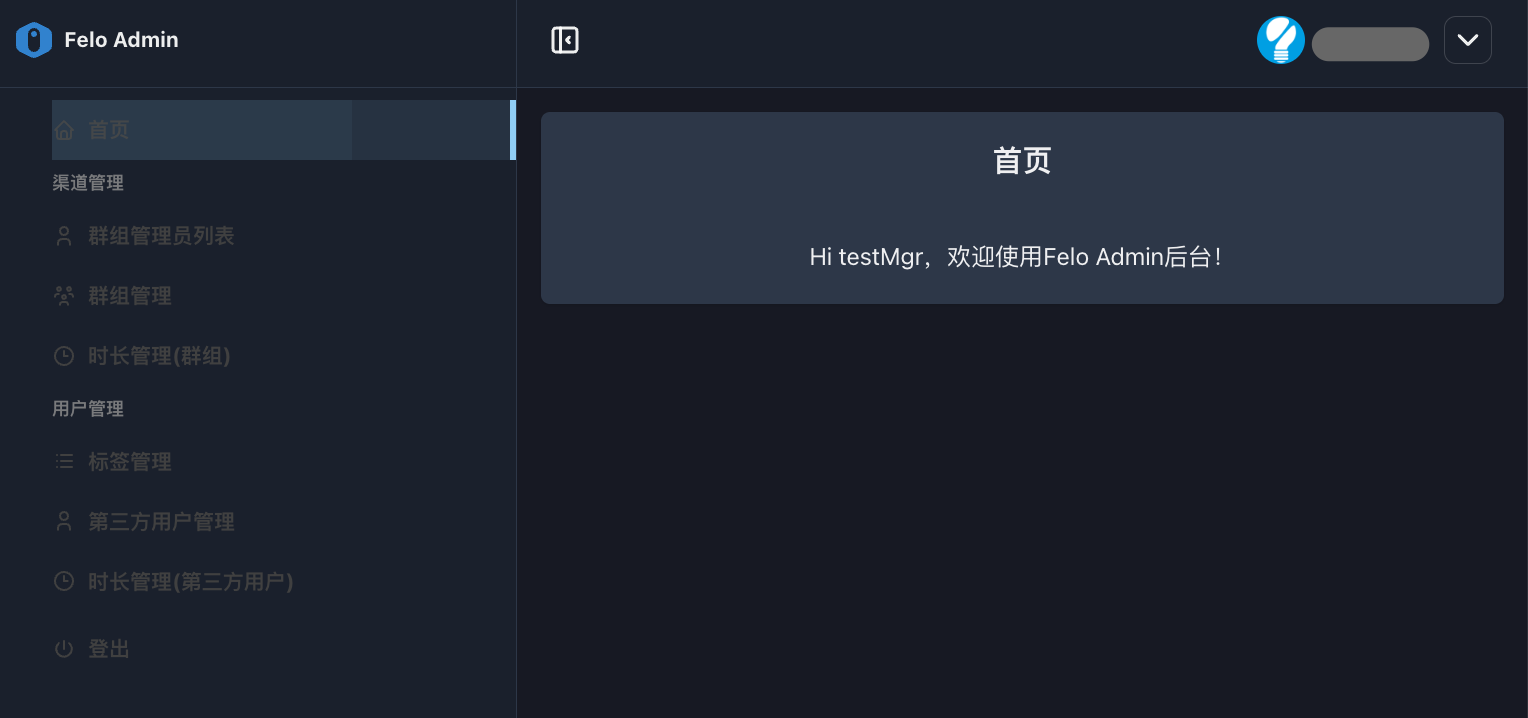 Felo Admin
首页
渠道管理
群组管理员列表
群组管理
时长管理(群组)
用户管理
标签管理
第三方用户管理
时长管理(第三方用户)
登出
首页
Hi testMgr，欢迎使用Felo Admin后台！